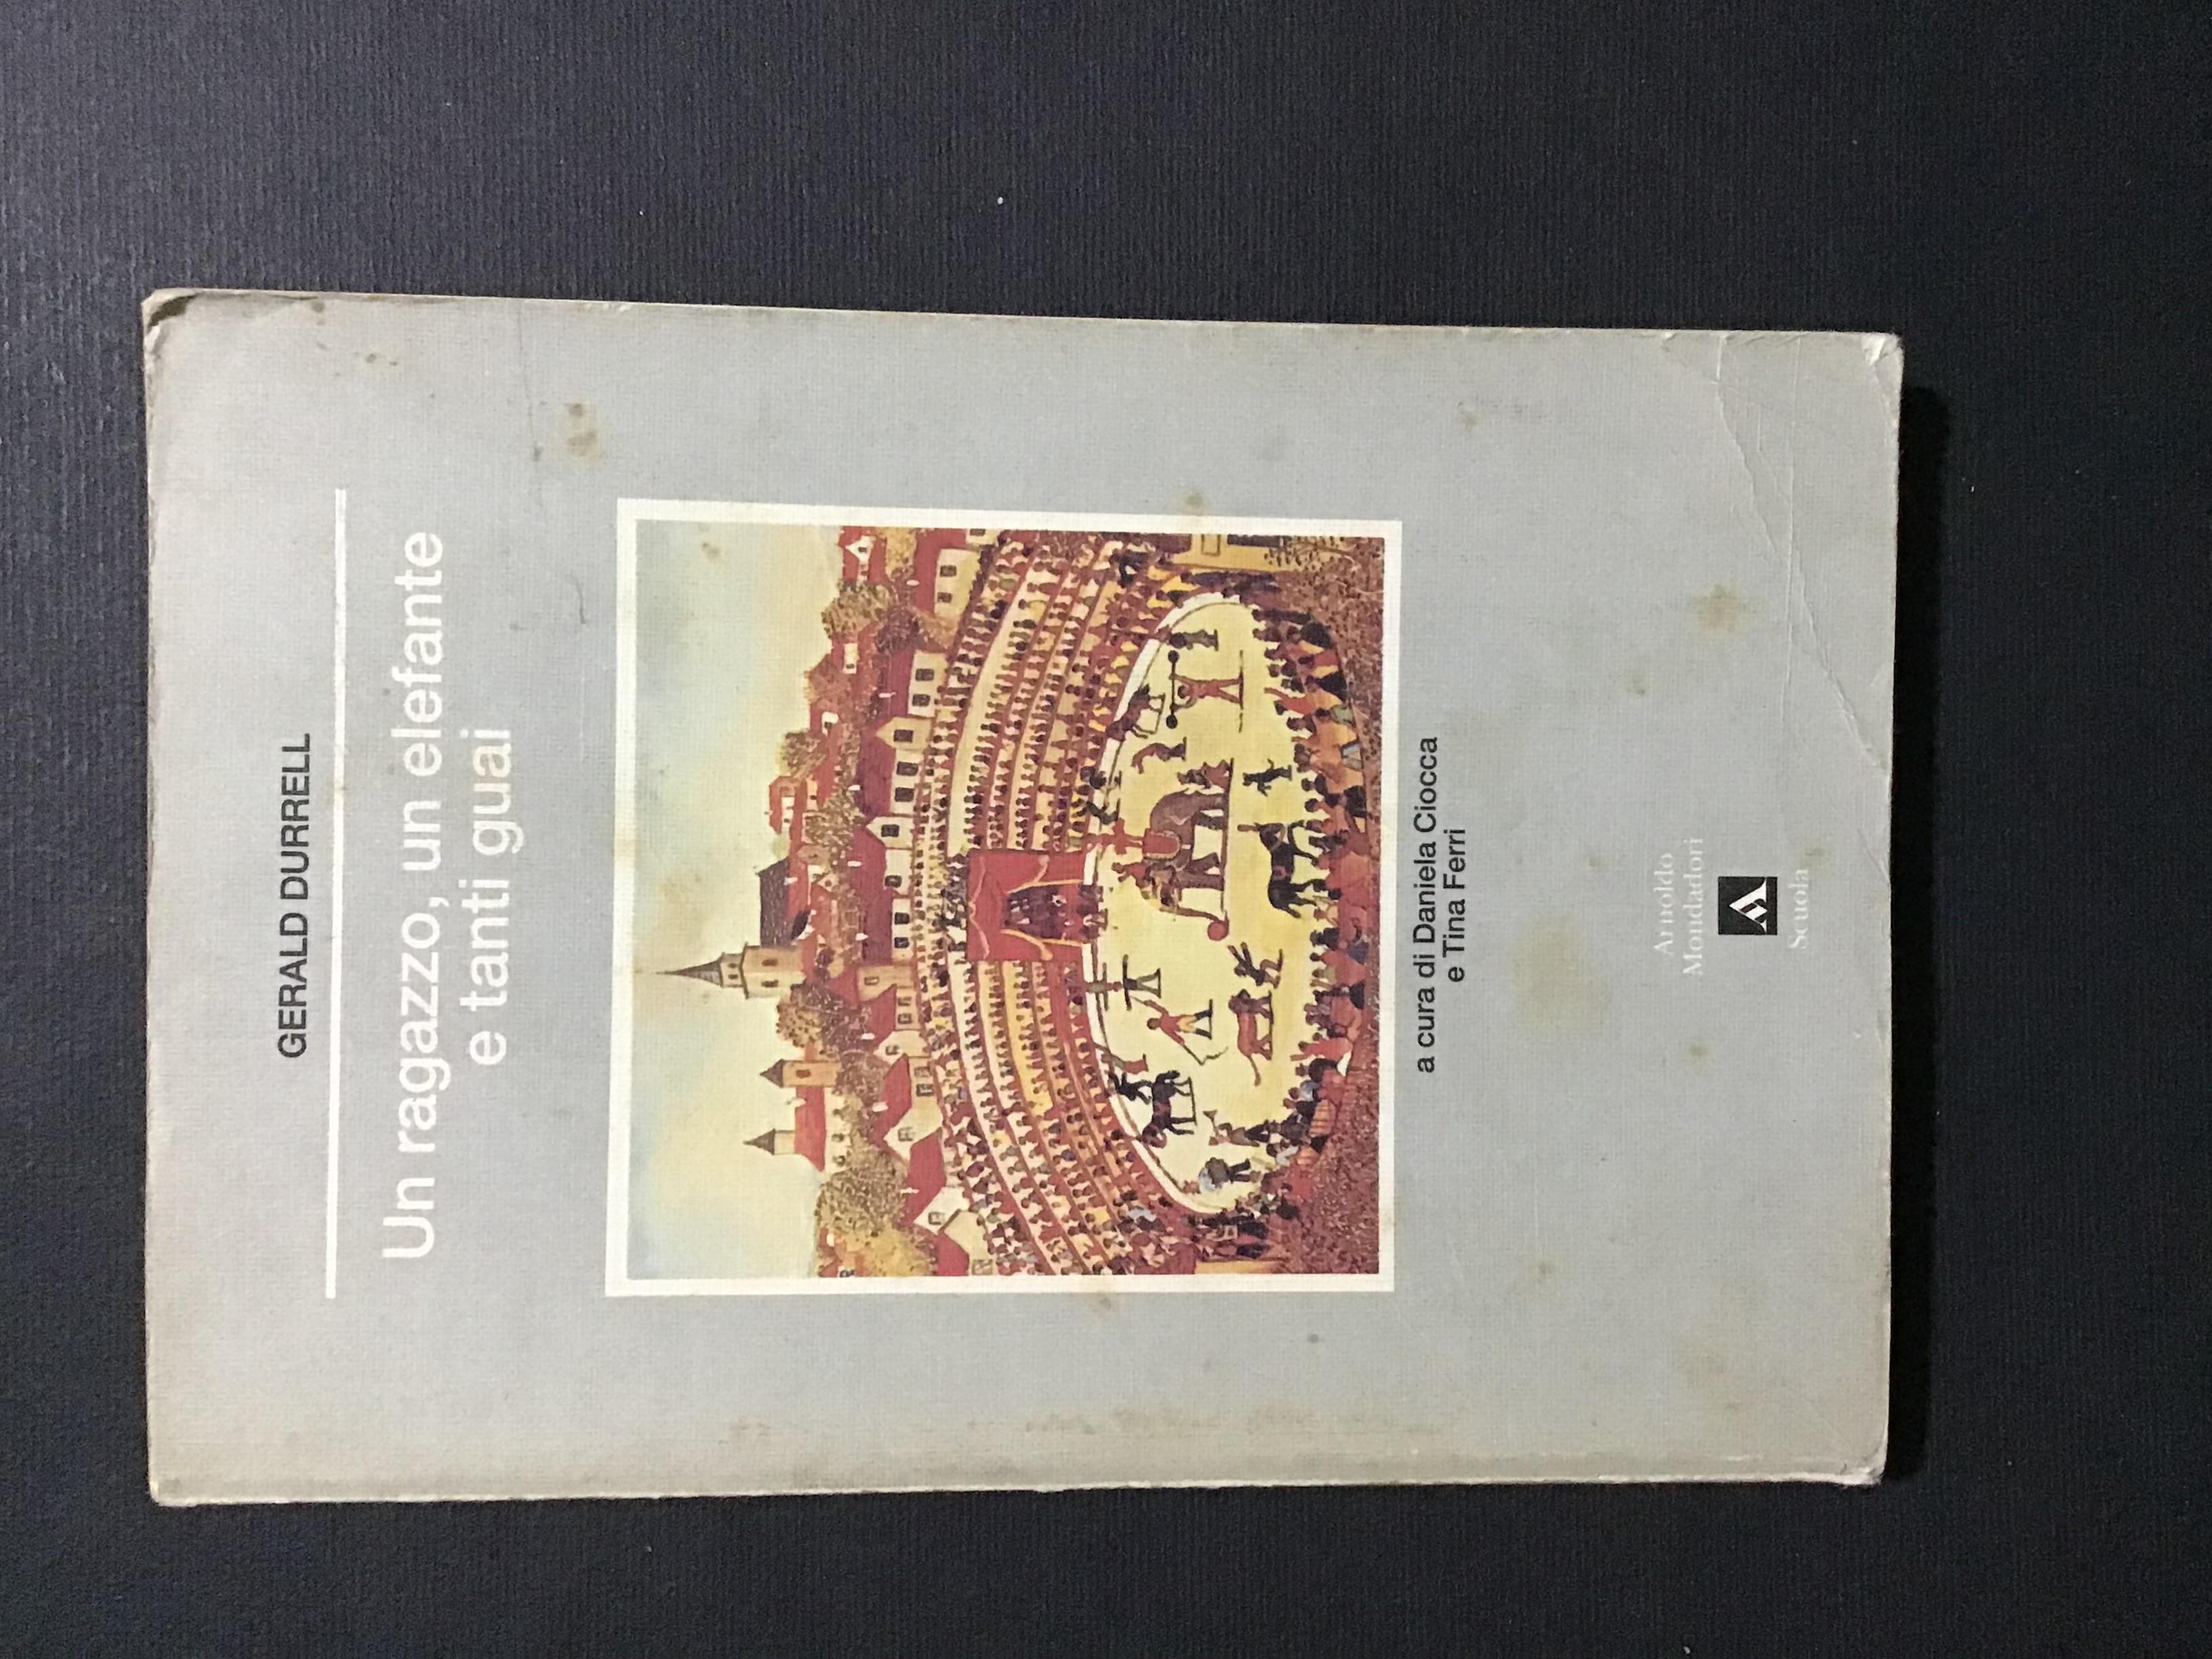 GERALD DURRELL
Un ragazzo, un elefante
e tanti guai
a cura di Daniela Ciocca
e Tina Ferri
Arnoldo
Mondadori
Scuola